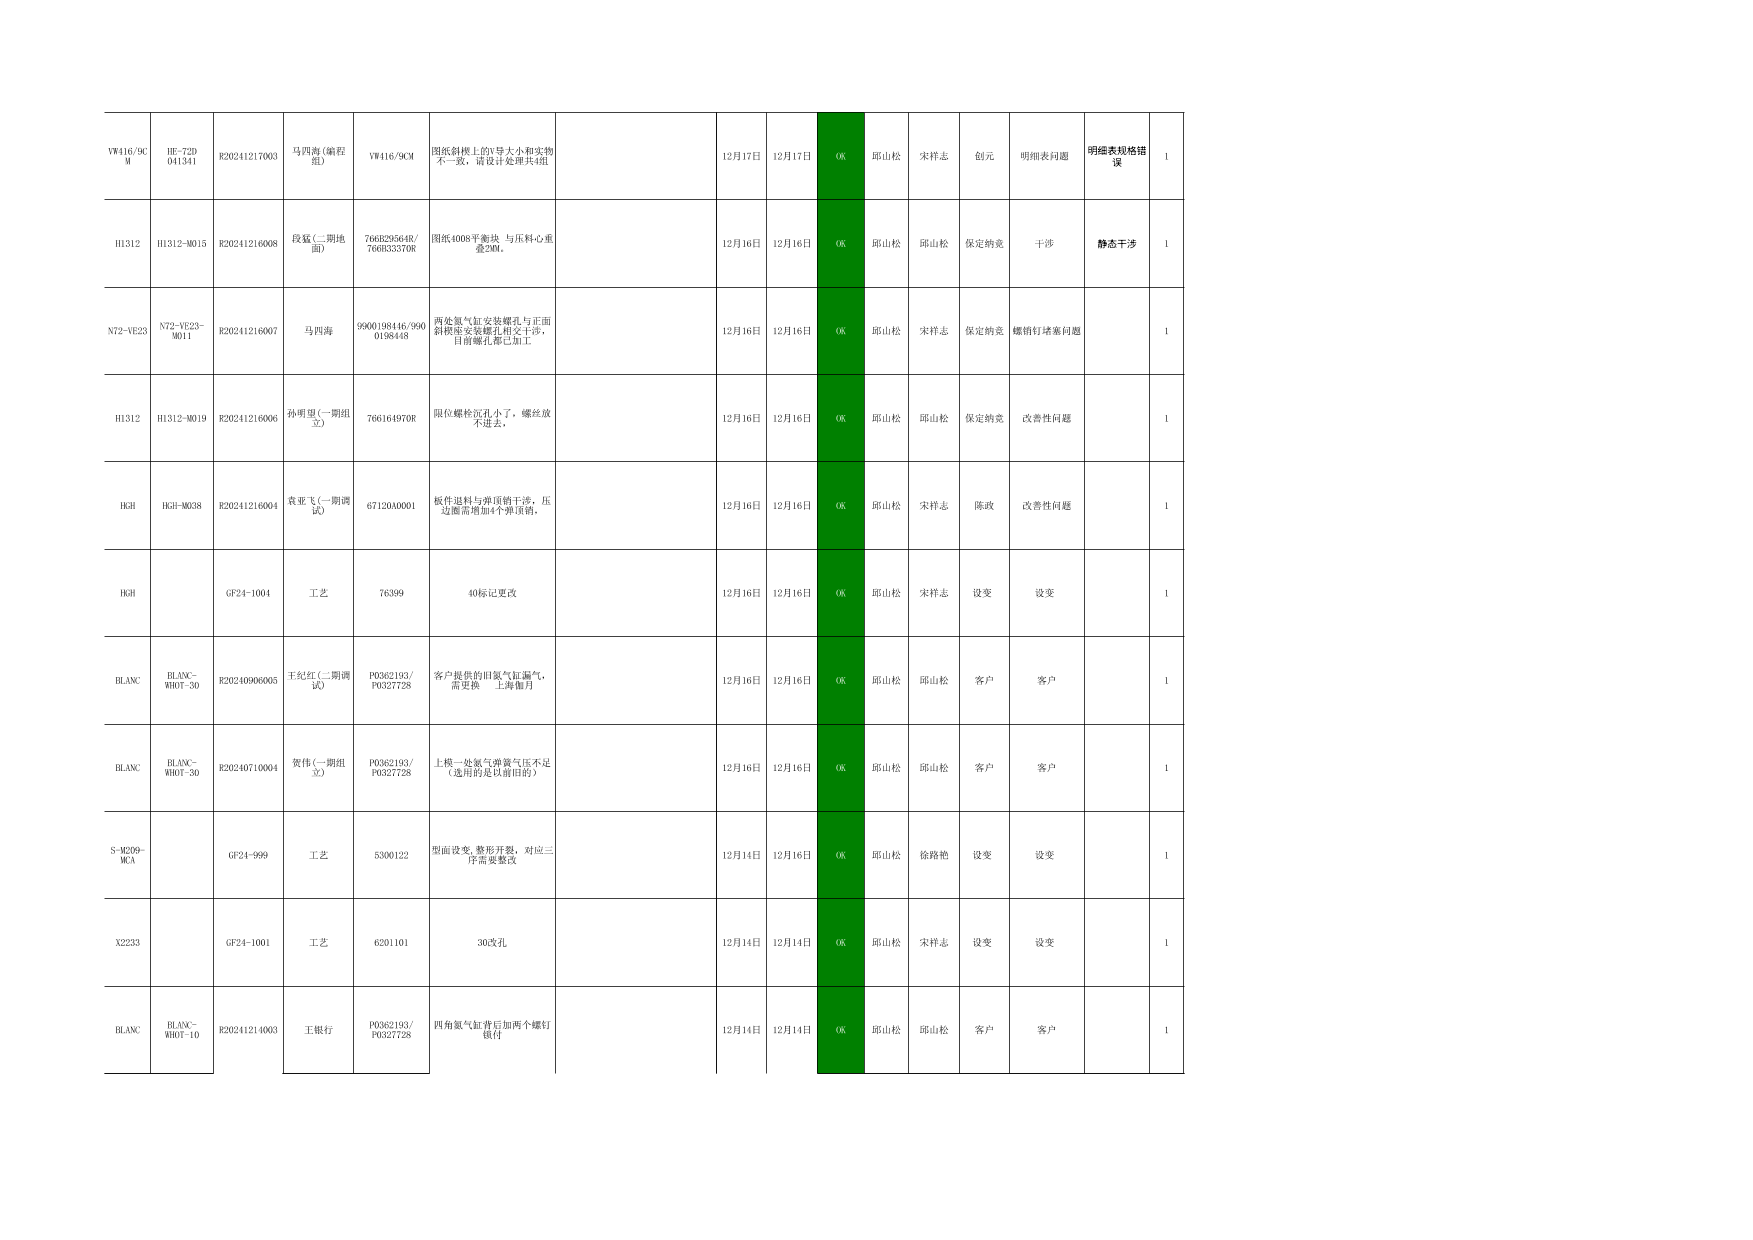 VW416/9C
M
HE-72D
041341
R20241217003
马四海(编程
组)
VW416/9CM
图纸斜楔上的V导大小和实物
不一致，请设计处理共4组
12月17日
12月17日
OK
邱山松
宋祥志
创元
明细表问题
明细表规格错
误
1
H1312
H1312-M015
R20241216008
段猛(二期地
面)
766B29564R/
766B33370R
图纸4008平衡块 与压料心重
叠2MM。
12月16日
12月16日
OK
邱山松
邱山松
保定纳竞
干涉
静态干涉
1
N72-VE23
N72-VE23-
M011
R20241216007
马四海
9900198446/990
0198448
两处氮气缸安装螺孔与正面
斜楔座安装螺孔相交干涉，
目前螺孔都已加工
12月16日
12月16日
OK
邱山松
宋祥志
保定纳竞
螺销钉堵塞问题
1
H1312
H1312-M019
R20241216006
孙明望(一期组
立)
766164970R
限位螺栓沉孔小了，螺丝放
不进去，
12月16日
12月16日
OK
邱山松
邱山松
保定纳竞
改善性问题
1
HGH
HGH-M038
R20241216004
袁亚飞(一期调
试)
67120A0001
板件退料与弹顶销干涉，压
边圈需增加4个弹顶销，
12月16日
12月16日
OK
邱山松
宋祥志
陈政
改善性问题
1
HGH
GF24-1004
工艺
76399
40标记更改
12月16日
12月16日
OK
邱山松
宋祥志
设变
设变
1
BLANC
BLANC-
WHOT-30
R20240906005
王纪红(二期调
试)
P0362193/
P0327728
客户提供的旧氮气缸漏气，
需更换 上海伽月
12月16日
12月16日
OK
邱山松
邱山松
客户
客户
1
BLANC
BLANC-
WHOT-30
R20240710004
贺伟(一期组
立)
P0362193/
P0327728
上模一处氮气弹簧气压不足
（选用的是以前旧的）
12月16日
12月16日
OK
邱山松
邱山松
客户
客户
1
S-M209-
MCA
GF24-999
工艺
5300122
型面设变,整形开裂，对应三
序需要整改
12月14日
12月16日
OK
邱山松
徐路艳
设变
设变
1
X2233
GF24-1001
工艺
6201101
30改孔
12月14日
12月14日
OK
邱山松
宋祥志
设变
设变
1
BLANC
BLANC-
WHOT-10
R20241214003
王银行
P0362193/
P0327728
四角氮气缸背后加两个螺钉
锁付
12月14日
12月14日
OK
邱山松
邱山松
客户
客户
1